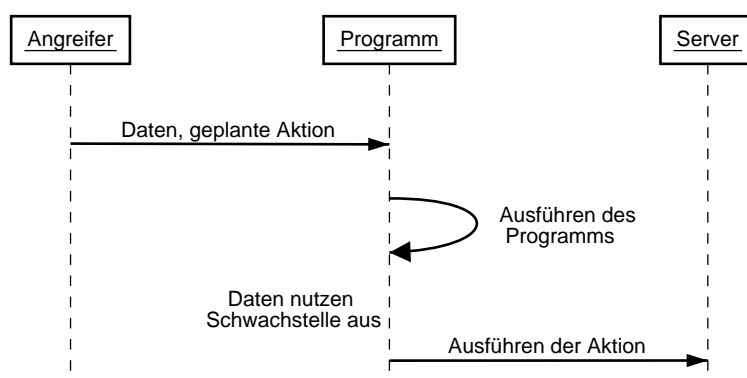 Angreifer
Programm
Server
Daten, geplante Aktion
Ausführen des
Programms
Daten nutzen
Schwachstelle aus
Ausführen der Aktion